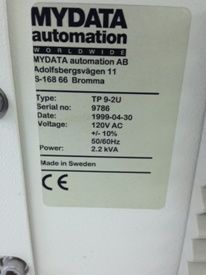 MYDATA
automation
WORLDWIDE
MYDATA automation AB
Adolfsbergsvägen 11
S-168 66 Bromma
Type: TP 9-2U
Serial no: 9786
Date: 1999-04-30
Voltage: 120V AC
+/- 10%
50/60Hz
Power: 2.2 kVA
Made in Sweden
CE